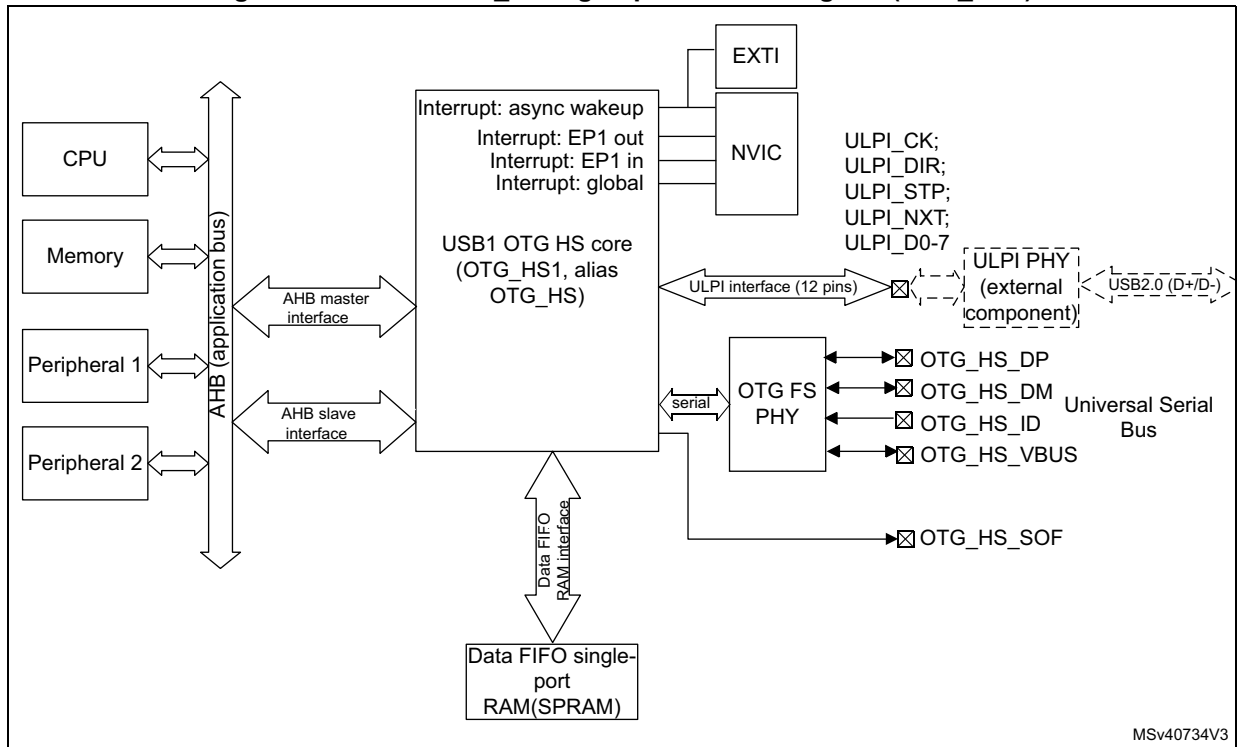 EXTI
Interrupt: async wakeup
Interrupt: EP1 out
Interrupt: EP1 in
Interrupt: global
NVIC
CPU
Memory
Peripheral 1
Peripheral 2
AHB (application bus)
AHB master
interface
AHB slave
interface
USB1 OTG HS core
(OTG_HS1, alias
OTG_HS)
ULPI_CK;
ULPI_DIR;
ULPI_STP;
ULPI_NXT;
ULPI_D0-7
ULPI interface (12 pins)
ULPI PHY
(external
component)
USB2.0 (D+/D-)
serial
OTG FS
PHY
OTG_HS_DP
OTG_HS_DM
OTG_HS_ID
OTG_HS_VBUS
Universal Serial
Bus
OTG_HS_SOF
Data FIFO
RAM interface
Data FIFO single-
port
RAM(SPRAM)
MSv40734V3